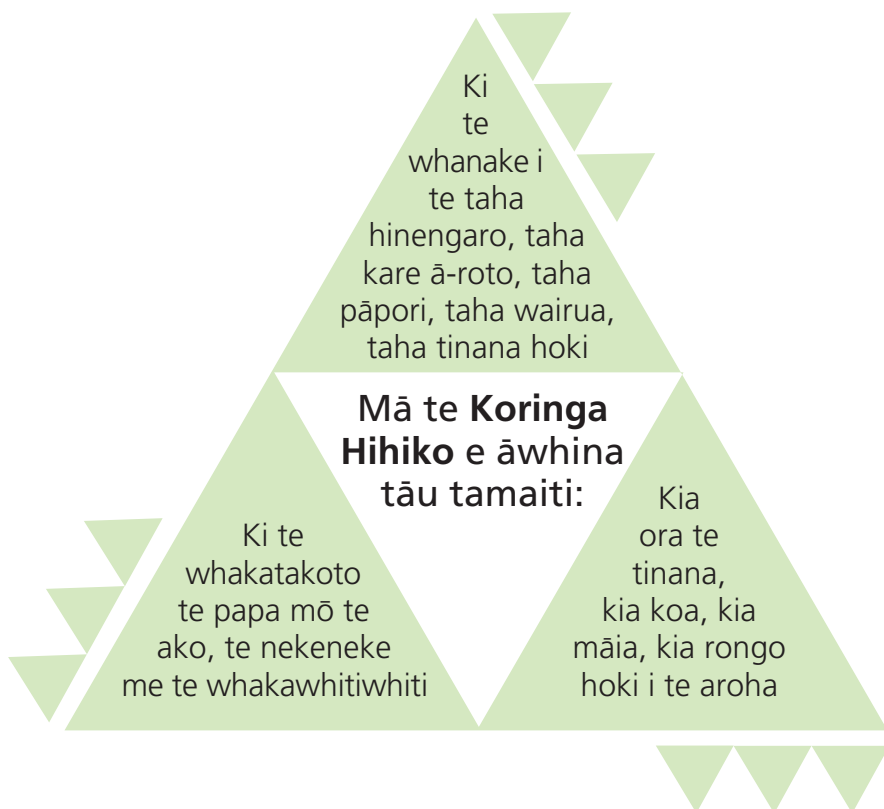 Ki
te
whanake i
te taha
hinengaro, taha
kare ā-roto, taha
pāpori, taha wairua,
taha tinana hoki
Mā te Koringa
Hihiko e āwhina
tāu tamaiti:
Ki te
whakatakoto
te papa mō te
ako, te nekeneke
me te whakawhitiwhiti
Kia
ora te
tinana,
kia koa, kia
māia, kia rongo
hoki i te aroha